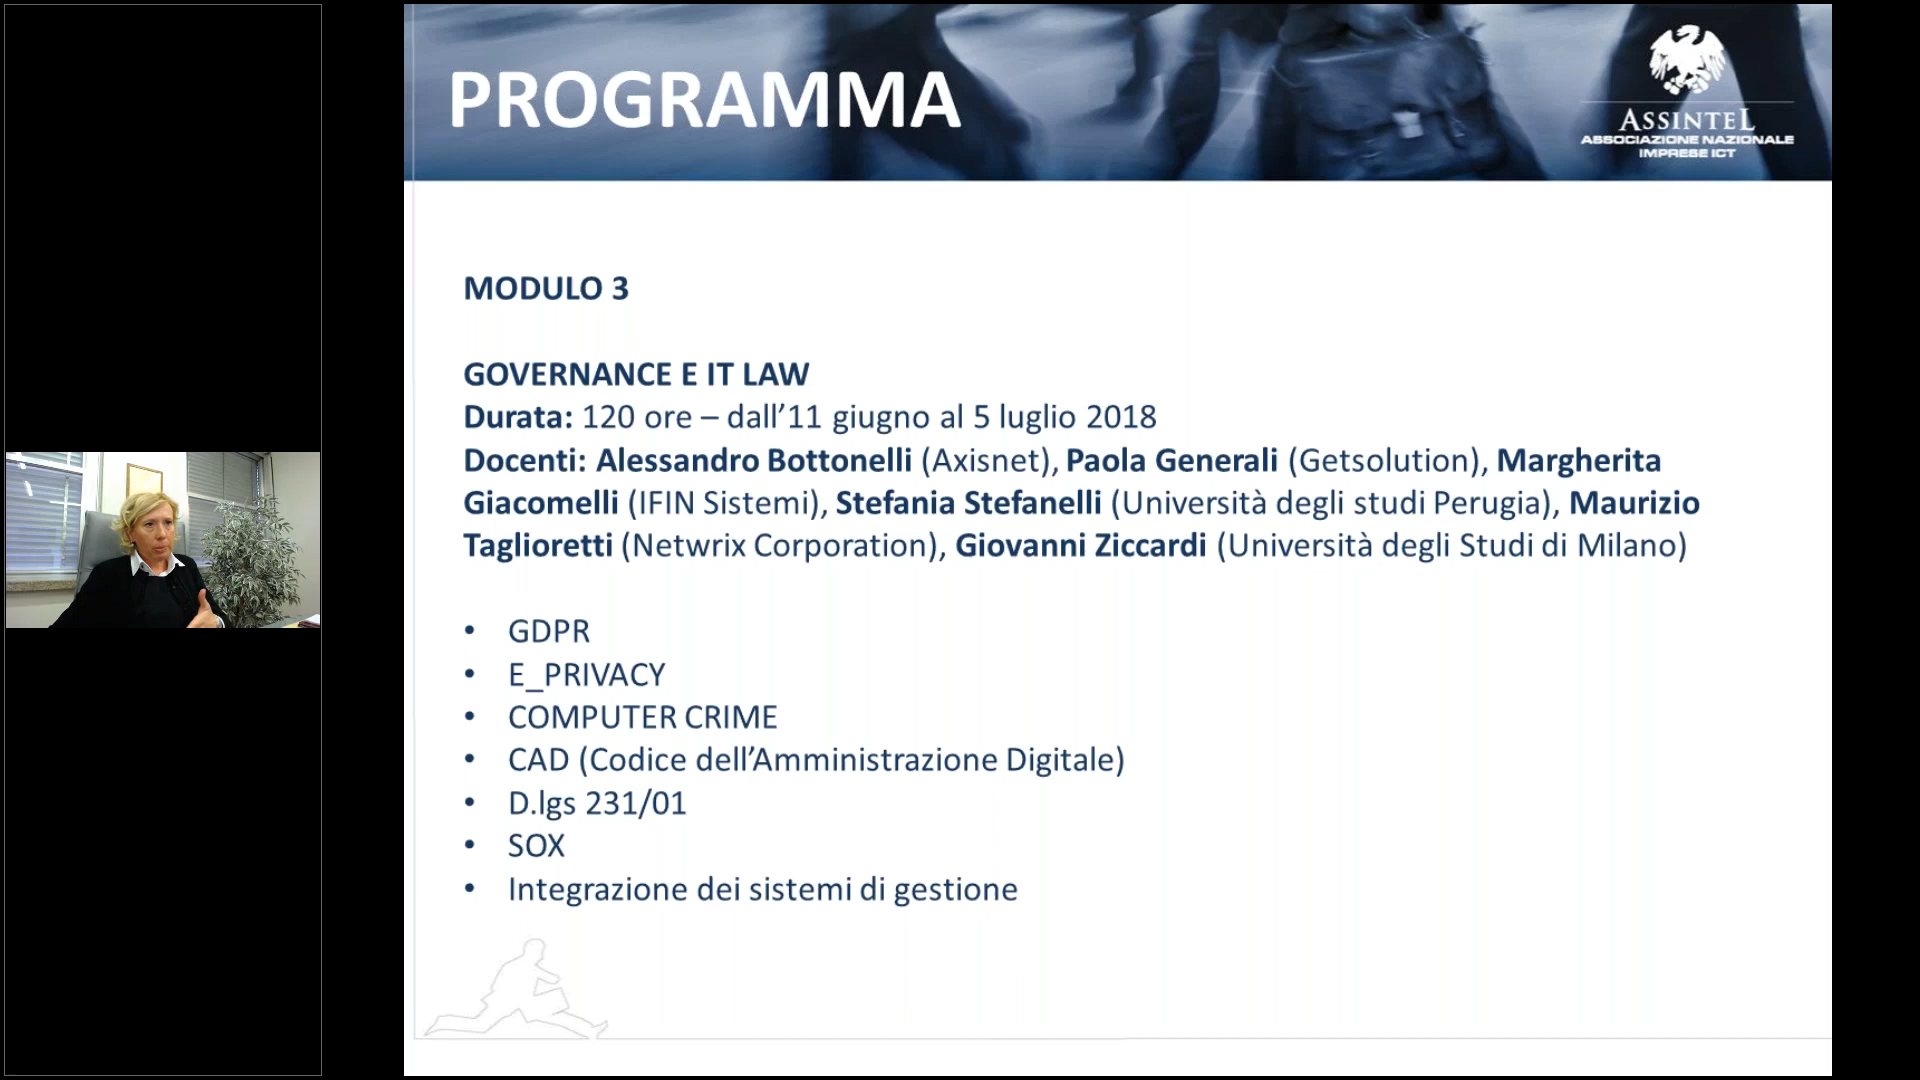 PROGRAMMA
ASSINTEL
ASSOCIAZIONE NAZIONALE
IMPRESE ICT
MODULO 3
GOVERNANCE E IT LAW
Durata: 120 ore – dall’11 giugno al 5 luglio 2018
Docenti: Alessandro Bottonelli (Axisnet), Paola Generali (Getsolution), Margherita
Giacomelli (IFIN Sistemi), Stefania Stefanelli (Università degli studi Perugia), Maurizio
Taglioretti (Netwrix Corporation), Giovanni Ziccardi (Università degli Studi di Milano)
• GDPR
• E_PRIVACY
• COMPUTER CRIME
• CAD (Codice dell’Amministrazione Digitale)
• D.lgs 231/01
• SOX
• Integrazione dei sistemi di gestione